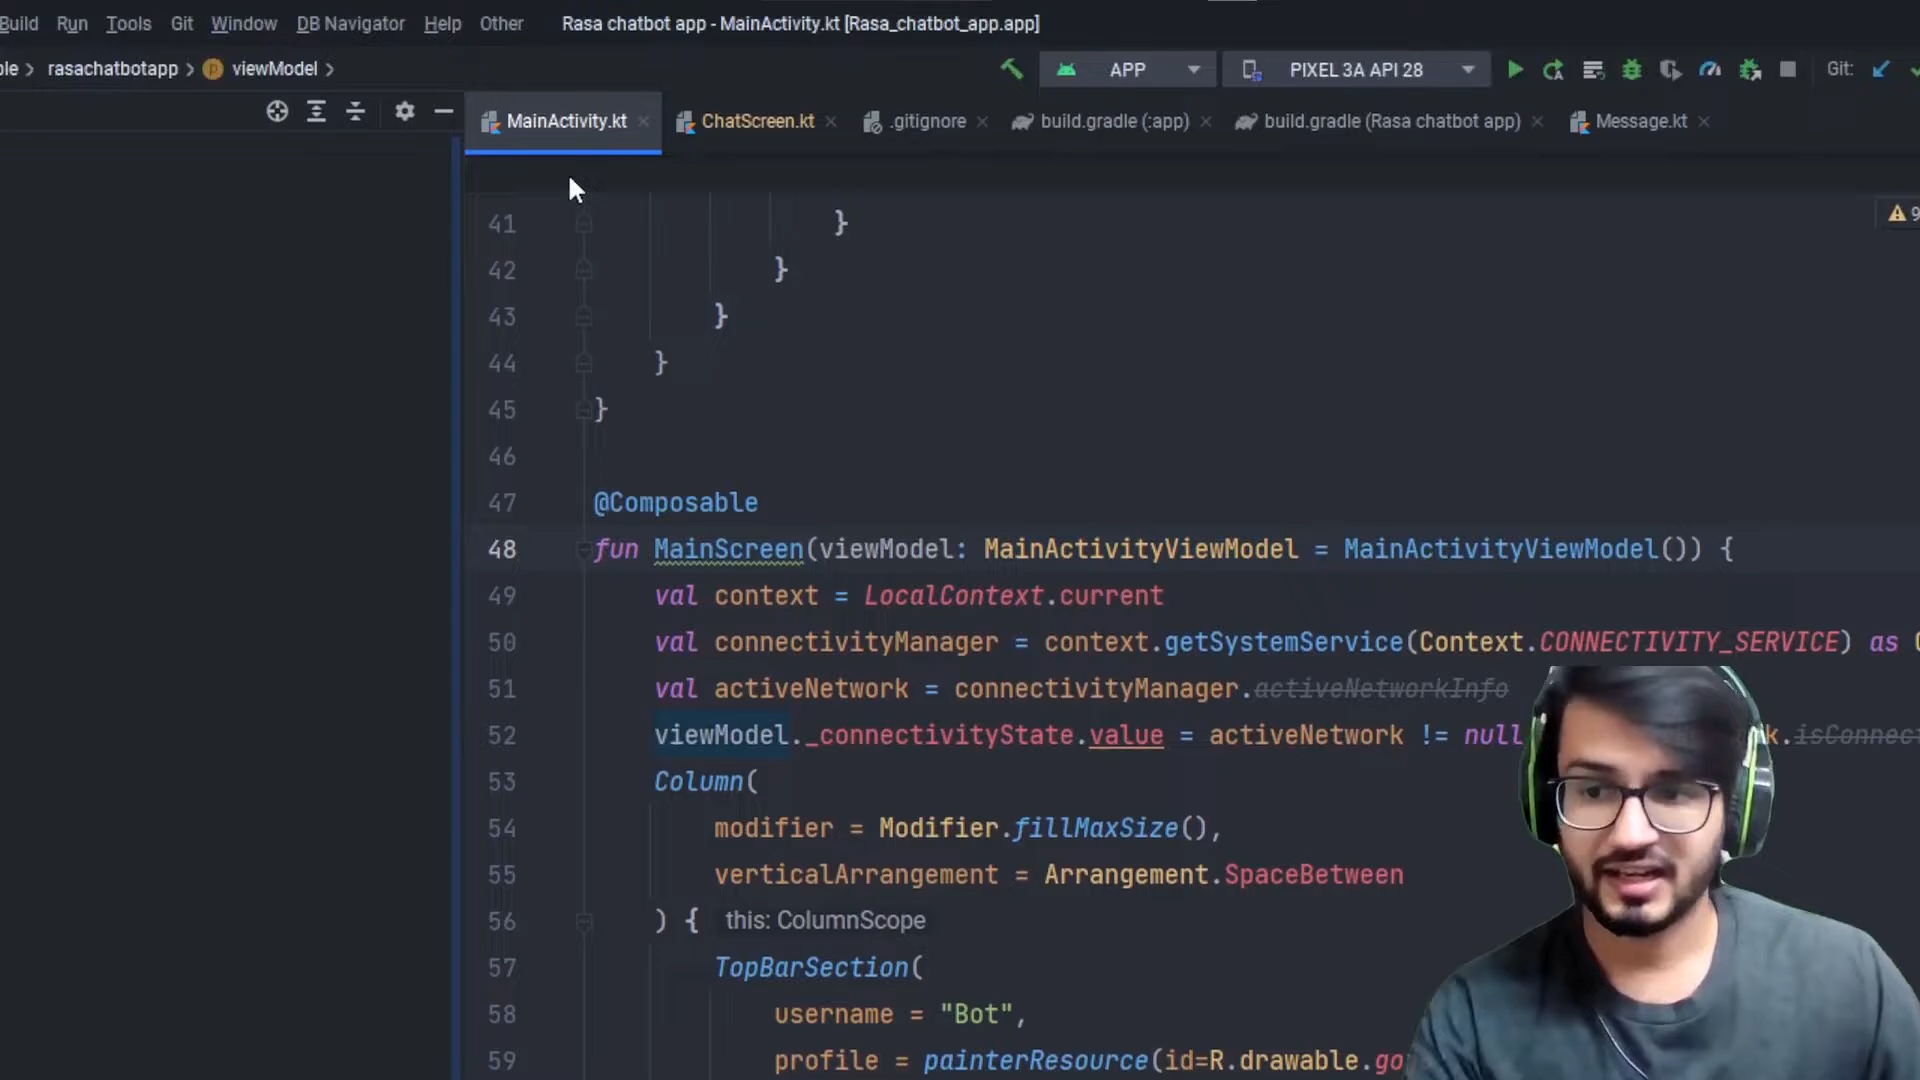 Build Run Tools Git Window DB Navigator Help Other Rasa chatbot app - MainActivity.kt [Rasa_chatbot_app.app]
rasachatbotapp viewModel APP PIXEL 3A API 28 Git:
MainActivity.kt ChatScreen.kt .gitignore build.gradle (:app) build.gradle (Rasa chatbot app) Message.kt
41 }
42 }
43 }
44 }
45 }
46
47 @Composable
48 fun MainScreen(viewModel: MainActivityViewModel = MainActivityViewModel()) {
49 val context = LocalContext.current
50 val connectivityManager = context.getSystemService(Context.CONNECTIVITY_SERVICE) as
51 val activeNetwork = connectivityManager.activeNetworkInfo
52 viewModel._connectivityState.value = activeNetwork != null
53 Column(
54 modifier = Modifier.fillMaxSize(),
55 verticalArrangement = Arrangement.SpaceBetween
56 ) { this: ColumnScope
57 TopBarSection(
58 username = "Bot",
59 profile = painterResource(id=R.drawable.go